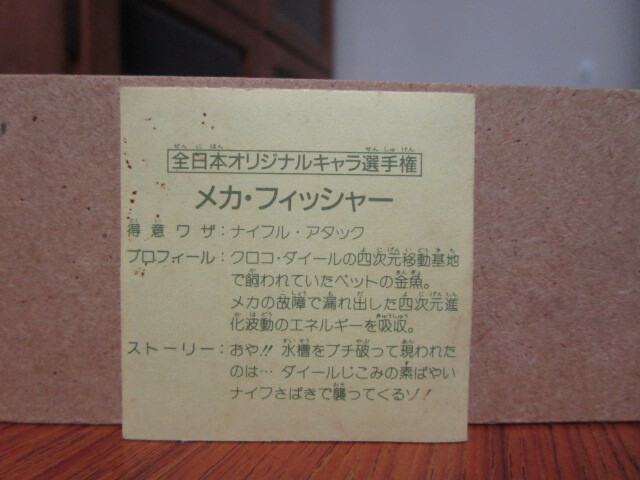 全日本オリジナルキャラ選手権
メカ・フィッシャー
得意ワザ：ナイフル・アタック
プロフィール：クロコ・ダイールの四次元移動基地
で飼われていたペットの金魚。
メカの故障で漏れ出した四次元進
化波動のエネルギーを吸収。
ストーリー：おや!! 水槽をブチ破って現われた
のは…ダイールじこみの素ばやい
ナイフさばきで襲ってくるゾ！